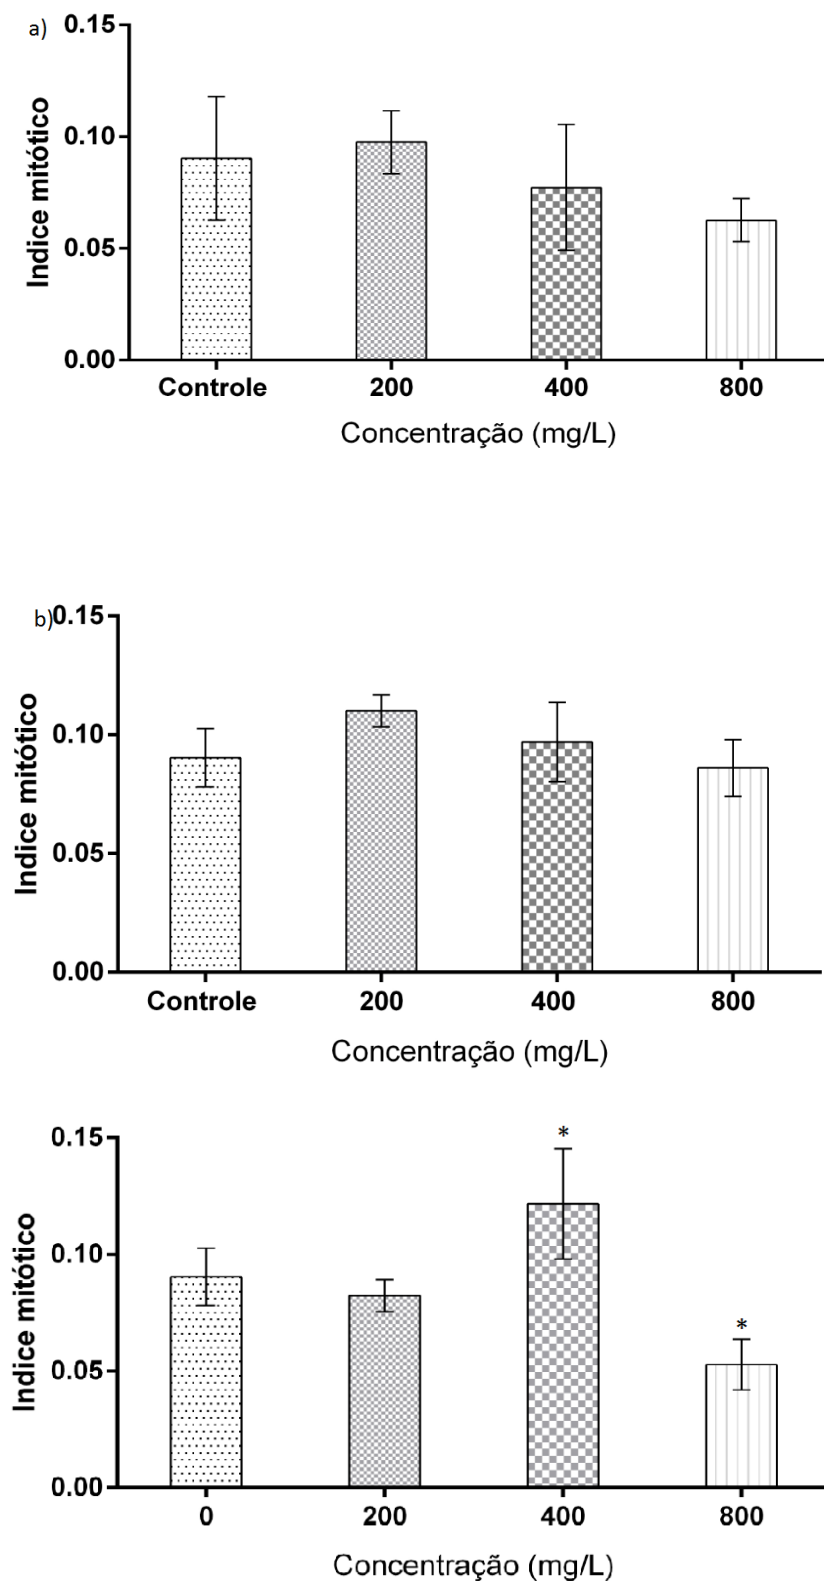 a)
0.15
0.10
0.05
0.00
Indice mitótico
Controle 200 400 800
Concentração (mg/L)
b)
0.15
0.10
0.05
0.00
Indice mitótico
Controle 200 400 800
Concentração (mg/L)
*
*
0.15
0.10
0.05
0.00
Indice mitótico
0 200 400 800
Concentração (mg/L)